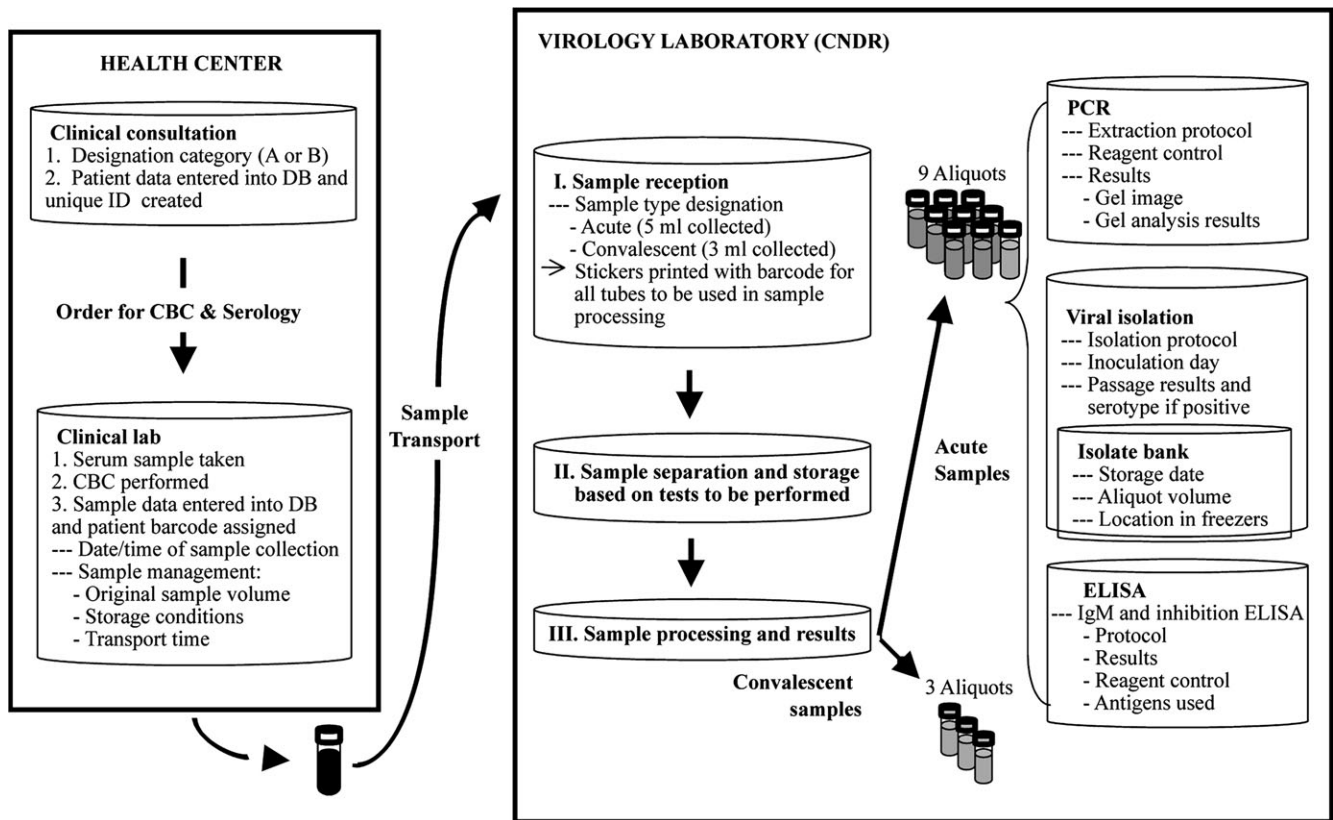 HEALTH CENTER
Clinical consultation
1. Designation category (A or B)
2. Patient data entered into DB and
unique ID created
Order for CBC & Serology
Clinical lab
1. Serum sample taken
2. CBC performed
3. Sample data entered into DB
and patient barcode assigned
--- Date/time of sample collection
--- Sample management:
- Original sample volume
- Storage conditions
- Transport time
Sample
Transport
VIROLOGY LABORATORY (CNDR)
I. Sample reception
--- Sample type designation
- Acute (5 ml collected)
- Convalescent (3 ml collected)
Stickers printed with barcode for
all tubes to be used in sample
processing
II. Sample separation and storage
based on tests to be performed
III. Sample processing and results
Convalescent
samples
9 Aliquots
Acute
Samples
3 Aliquots
PCR
--- Extraction protocol
--- Reagent control
--- Results
- Gel image
- Gel analysis results
Viral isolation
--- Isolation protocol
--- Inoculation day
--- Passage results and
serotype if positive
Isolate bank
--- Storage date
--- Aliquot volume
--- Location in freezers
ELISA
--- IgM and inhibition ELISA
- Protocol
- Results
- Reagent control
- Antigens used